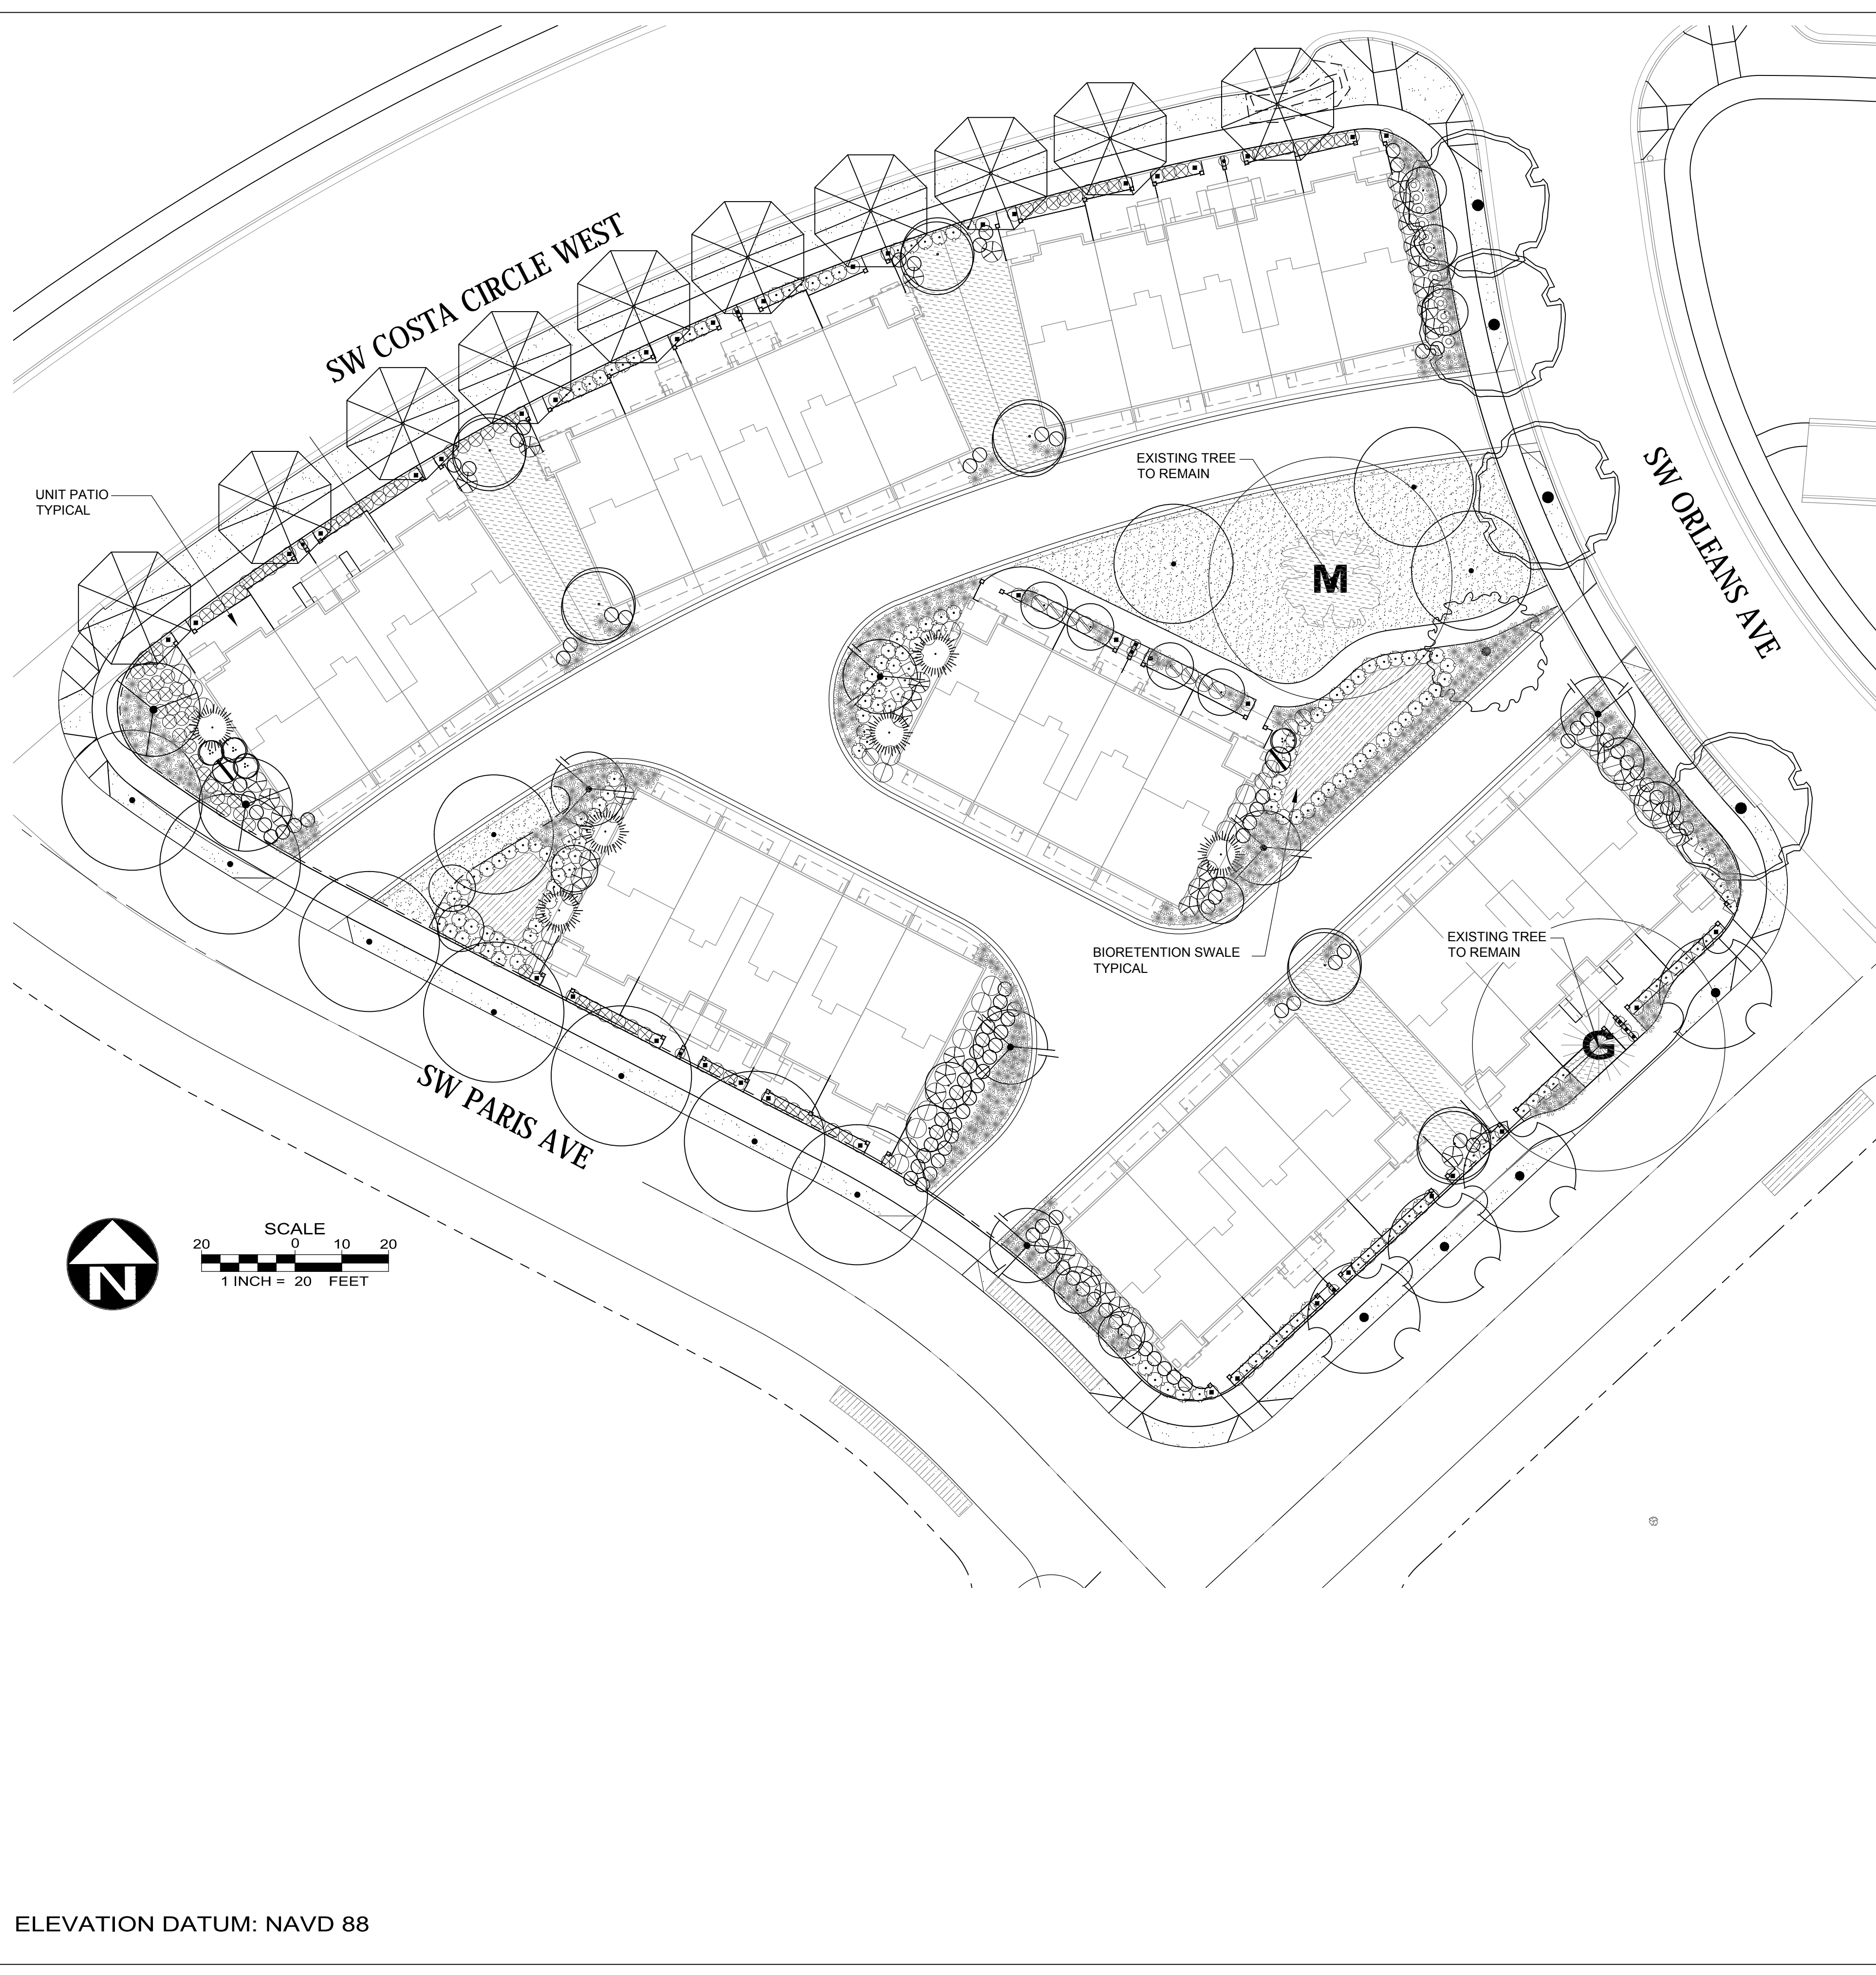 SW COSTA CIRCLE WEST
UNIT PATIO
TYPICAL
EXISTING TREE
TO REMAIN
M
SW ORLEANS AVE
BIORETENTION SWALE
TYPICAL
EXISTING TREE
TO REMAIN
G
SW PARIS AVE
N
SCALE
20 0 10 20
1 INCH = 20 FEET
ELEVATION DATUM: NAVD 88